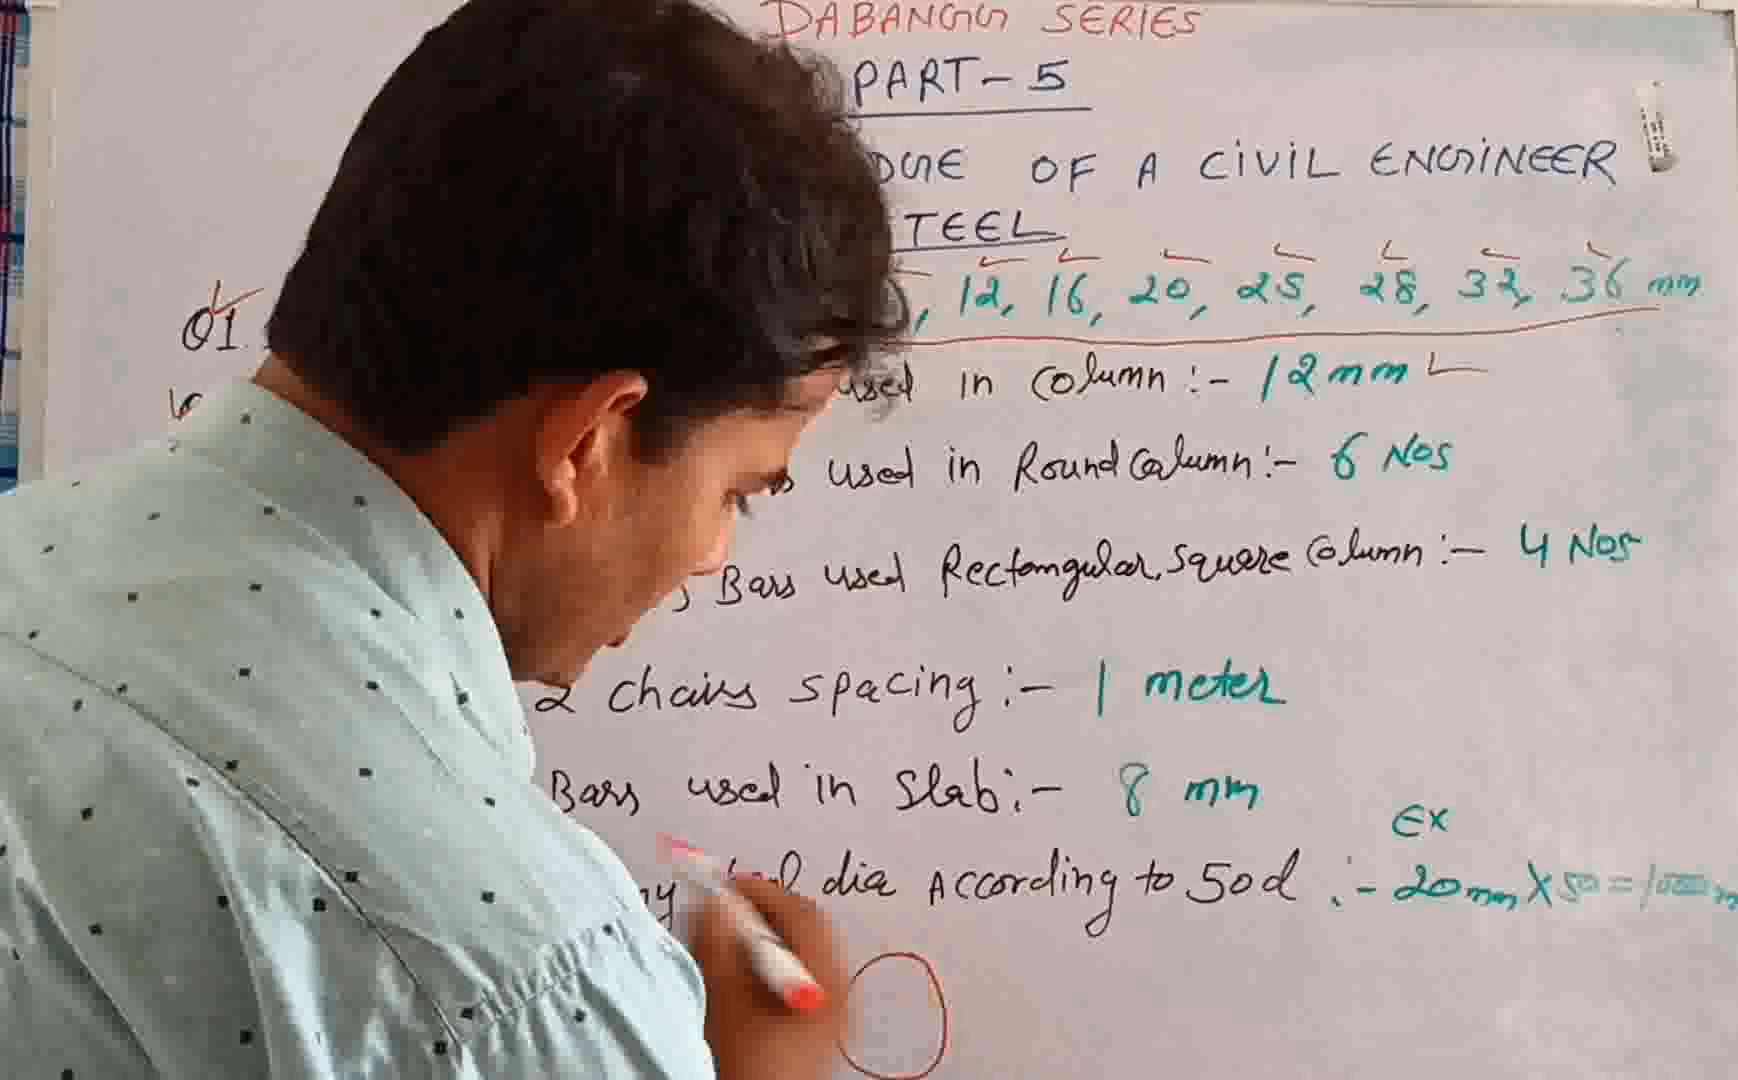 DABANGG SERIES
PART-5
OF A CIVIL ENGINEER
TEEL
Q1 , 12, 16, 20, 25, 28, 32, 36 mm
used in Column :- 12mm
used in Round Column :- 6 Nos
Bars used Rectangular, Square Column :- 4 Nos
2 chairs spacing :- 1 meter
Bars used in Slab :- 8 mm
Ex
dia According to 50d :- 20mm X 50 = 1000m